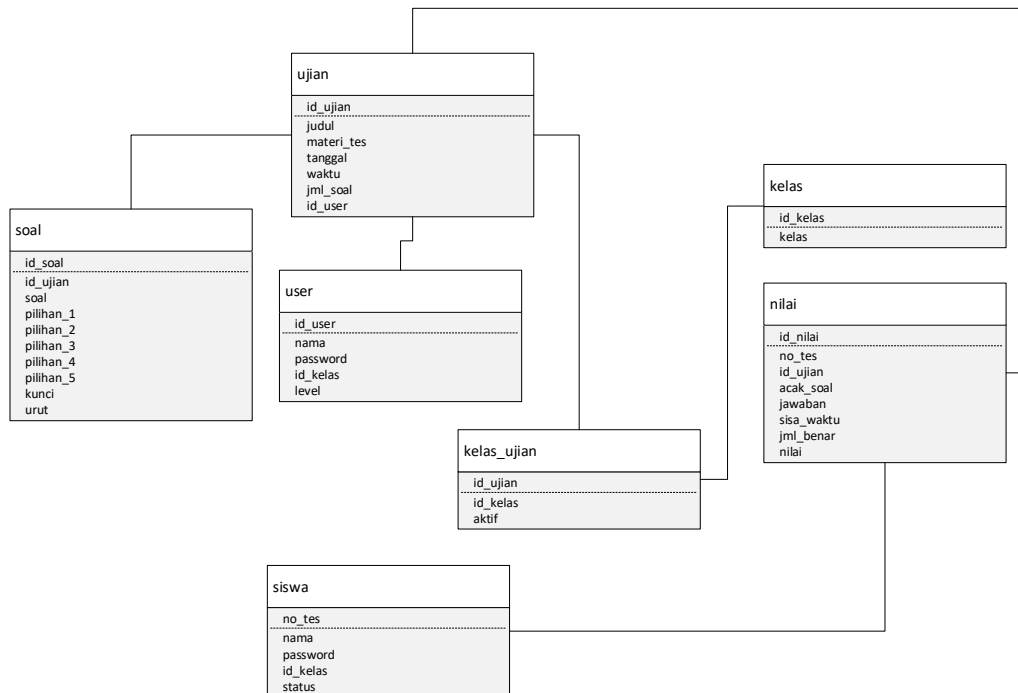 ujian
id_ujian
judul
materi_tes
tanggal
waktu
jml_soal
id_user
soal
id_soal
id_ujian
soal
pilihan_1
pilihan_2
pilihan_3
pilihan_4
pilihan_5
kunci
urut
user
id_user
nama
password
id_kelas
level
kelas
id_kelas
kelas
nilai
id_nilai
no_tes
id_ujian
acak_soal
jawaban
sisa_waktu
jml_benar
nilai
kelas_ujian
id_ujian
id_kelas
aktif
siswa
no_tes
nama
password
id_kelas
status